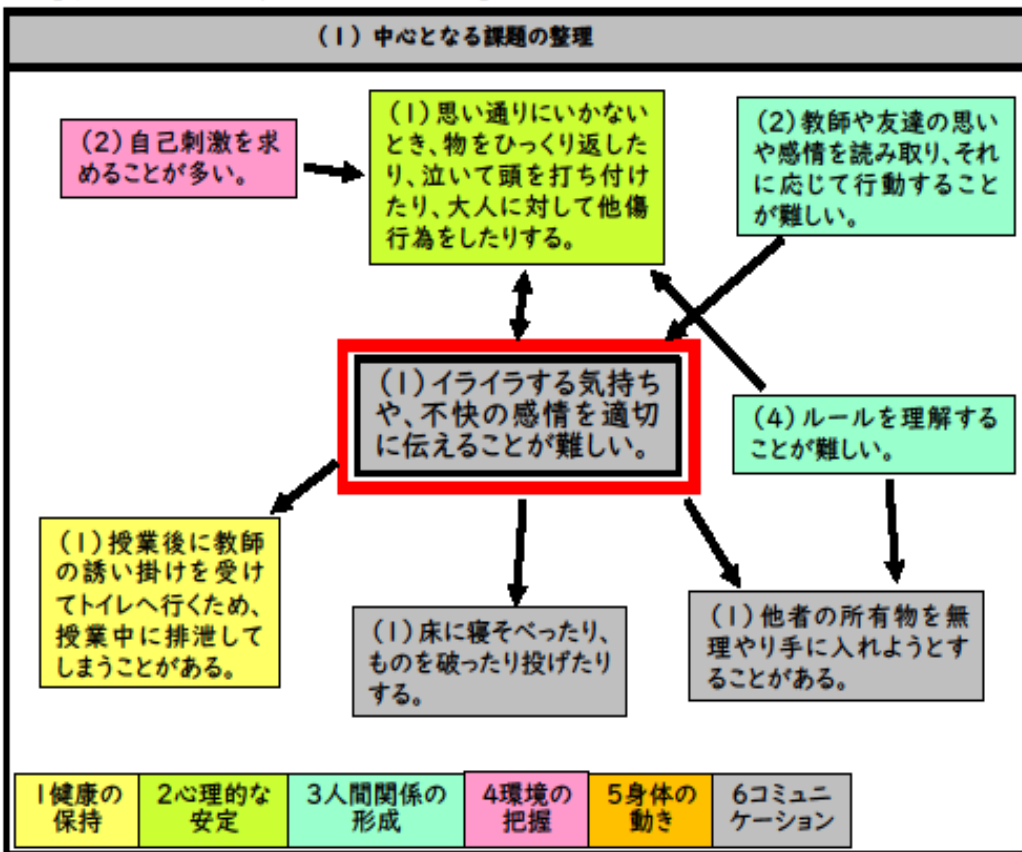 (1)中心となる課題の整理
(2)自己刺激を求
めることが多い。
(1)思い通りにいかない
とき、物をひっくり返した
り、泣いて頭を打ち付け
たり、大人に対して他傷
行為をしたりする。
(2)教師や友達の思い
や感情を読み取り、それ
に応じて行動すること
が難しい。
(1)イライラする気持ち
や、不快の感情を適切
に伝えることが難しい。
(4)ルールを理解する
ことが難しい。
(1)授業後に教師
の誘い掛けを受け
てトイレへ行くため、
授業中に排泄して
しまうことがある。
(1)床に寝そべったり、
ものを破ったり投げたり
する。
(1)他者の所有物を無
理やり手に入れようとす
ることがある。
1健康の
保持
2心理的な
安定
3人間関係の
形成
4環境の
把握
5身体の
動き
6コミュニ
ケーション